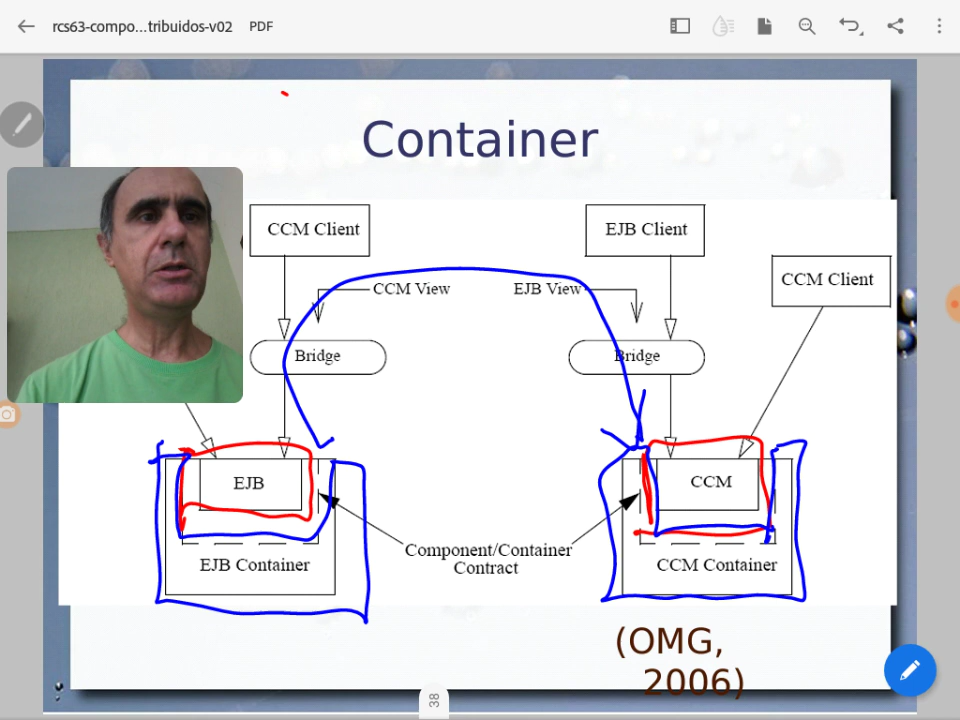 rcs63-compo...tribuidos-v02 PDF
Container
CCM Client
EJB Client
CCM Client
CCM View
EJB View
Bridge
Bridge
EJB
CCM
Component/Container
Contract
EJB Container
CCM Container
(OMG,
2006)
38